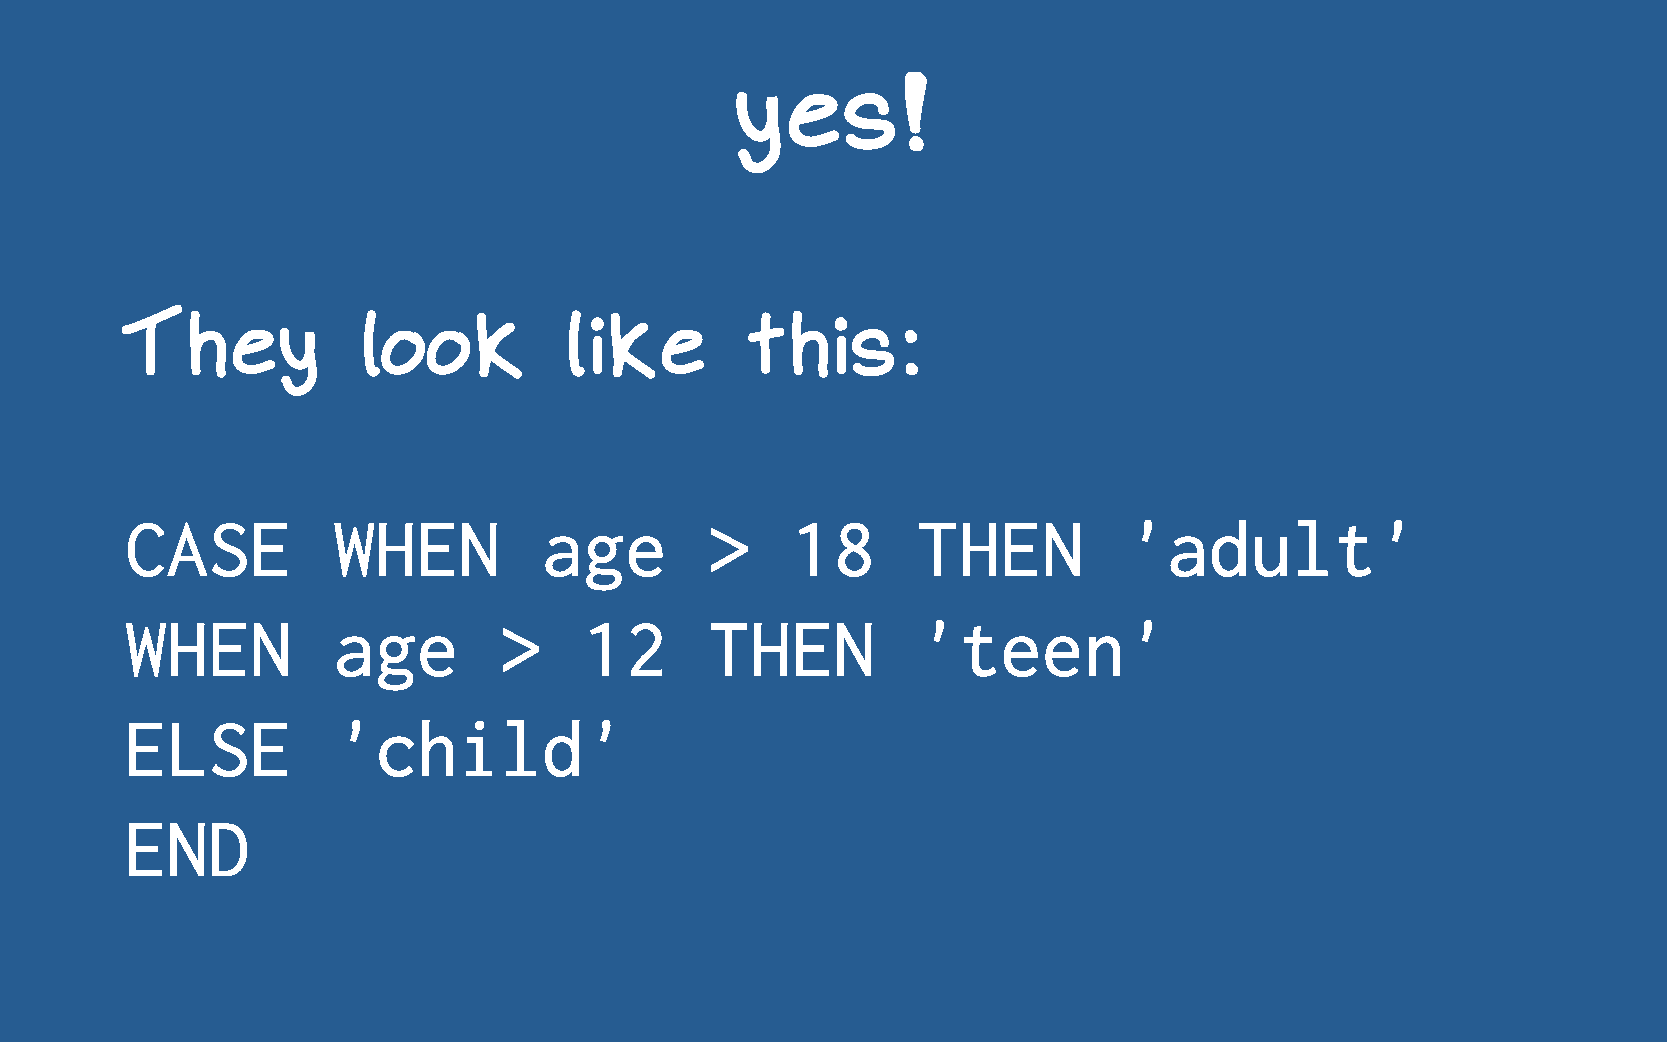 yes!
They look like this:
CASE WHEN age > 18 THEN 'adult'
WHEN age > 12 THEN 'teen'
ELSE 'child'
END